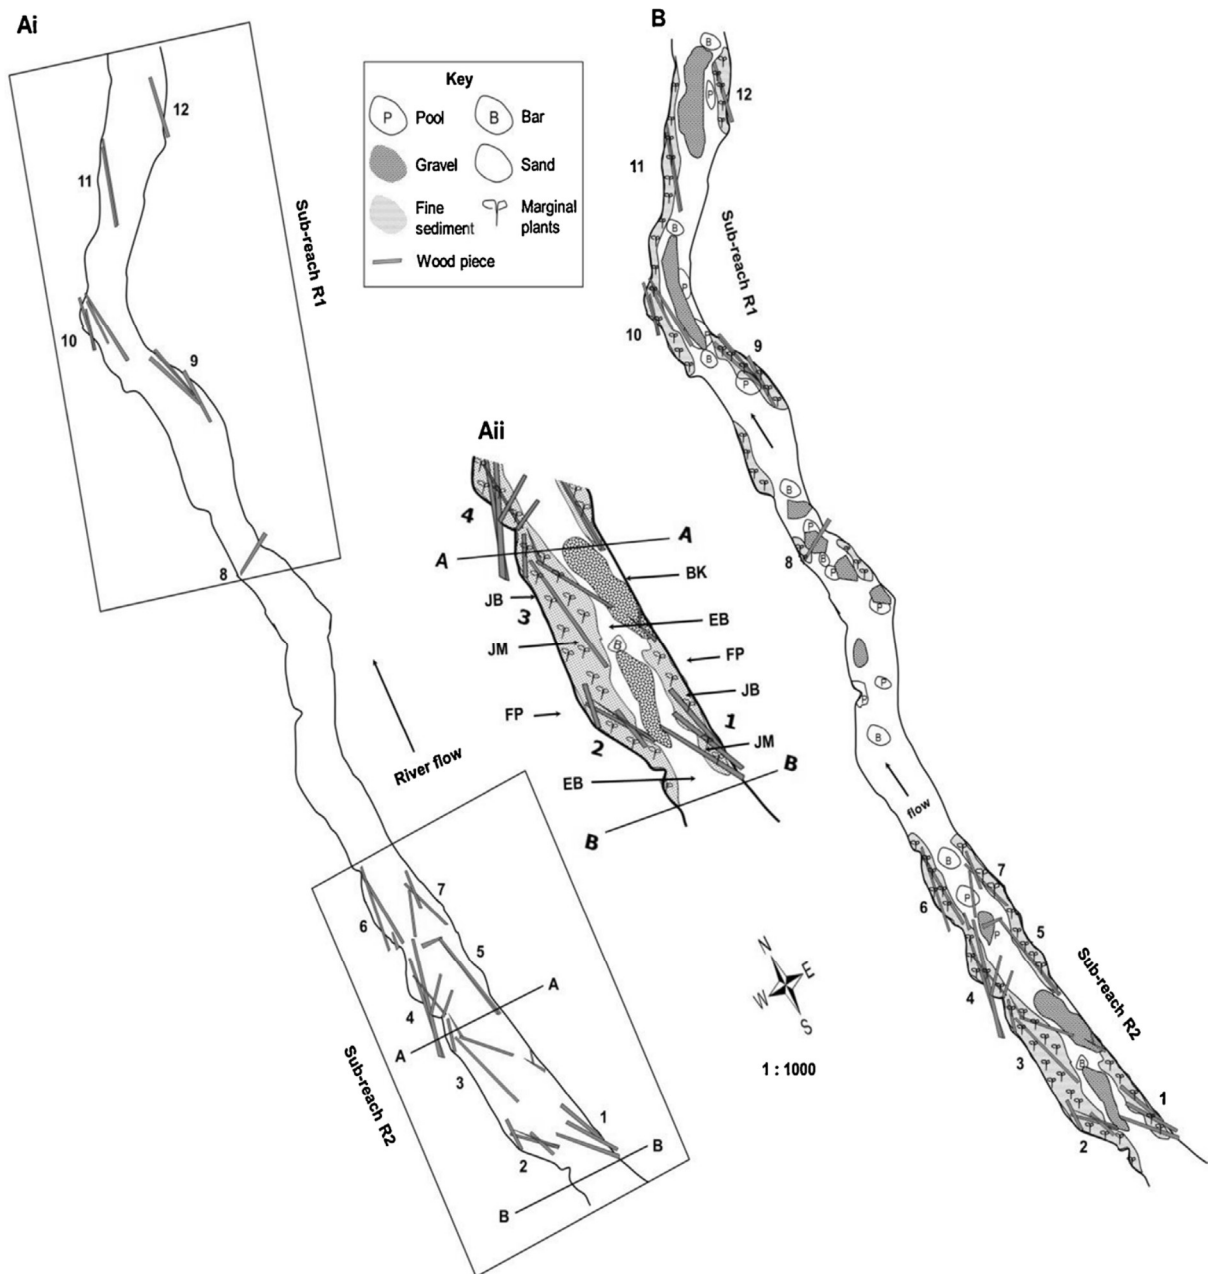 Ai
12
11
Sub-reach R1
10
9
8
River flow
7
6
5
A
4
A
3
Sub-reach R2
1
B
2
B
Key
P Pool
B Bar
Gravel
Sand
Fine
sediment
Marginal
plants
Wood piece
Aii
4
A
A
BK
JB
3
EB
JM
B
FP
JB
FP
1
2
JM
EB
B
B
N
E
W
S
1 : 1000
B
B
P
12
11
B
Sub-reach R1
P
10
B
9
P
B
P
8
B
P
P
P
P
B
flow
B
7
6
P
P
5
Sub-reach R2
4
3
B
1
2